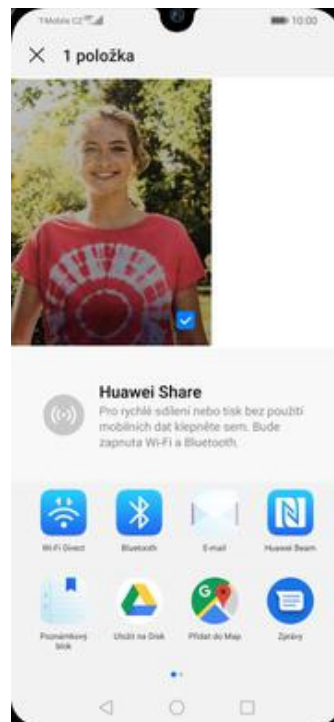 T-Mobile CZ 10:00
1 položka
Huawei Share
Pro rychlé sdílení nebo tisk bez použití
mobilních dat klepněte sem. Bude
zapnuta Wi-Fi a Bluetooth.
Wi-Fi Direct Bluetooth E-mail Huawei Beam
Poznámkový
blok
Uložit na Disk Přidat do Map Zprávy